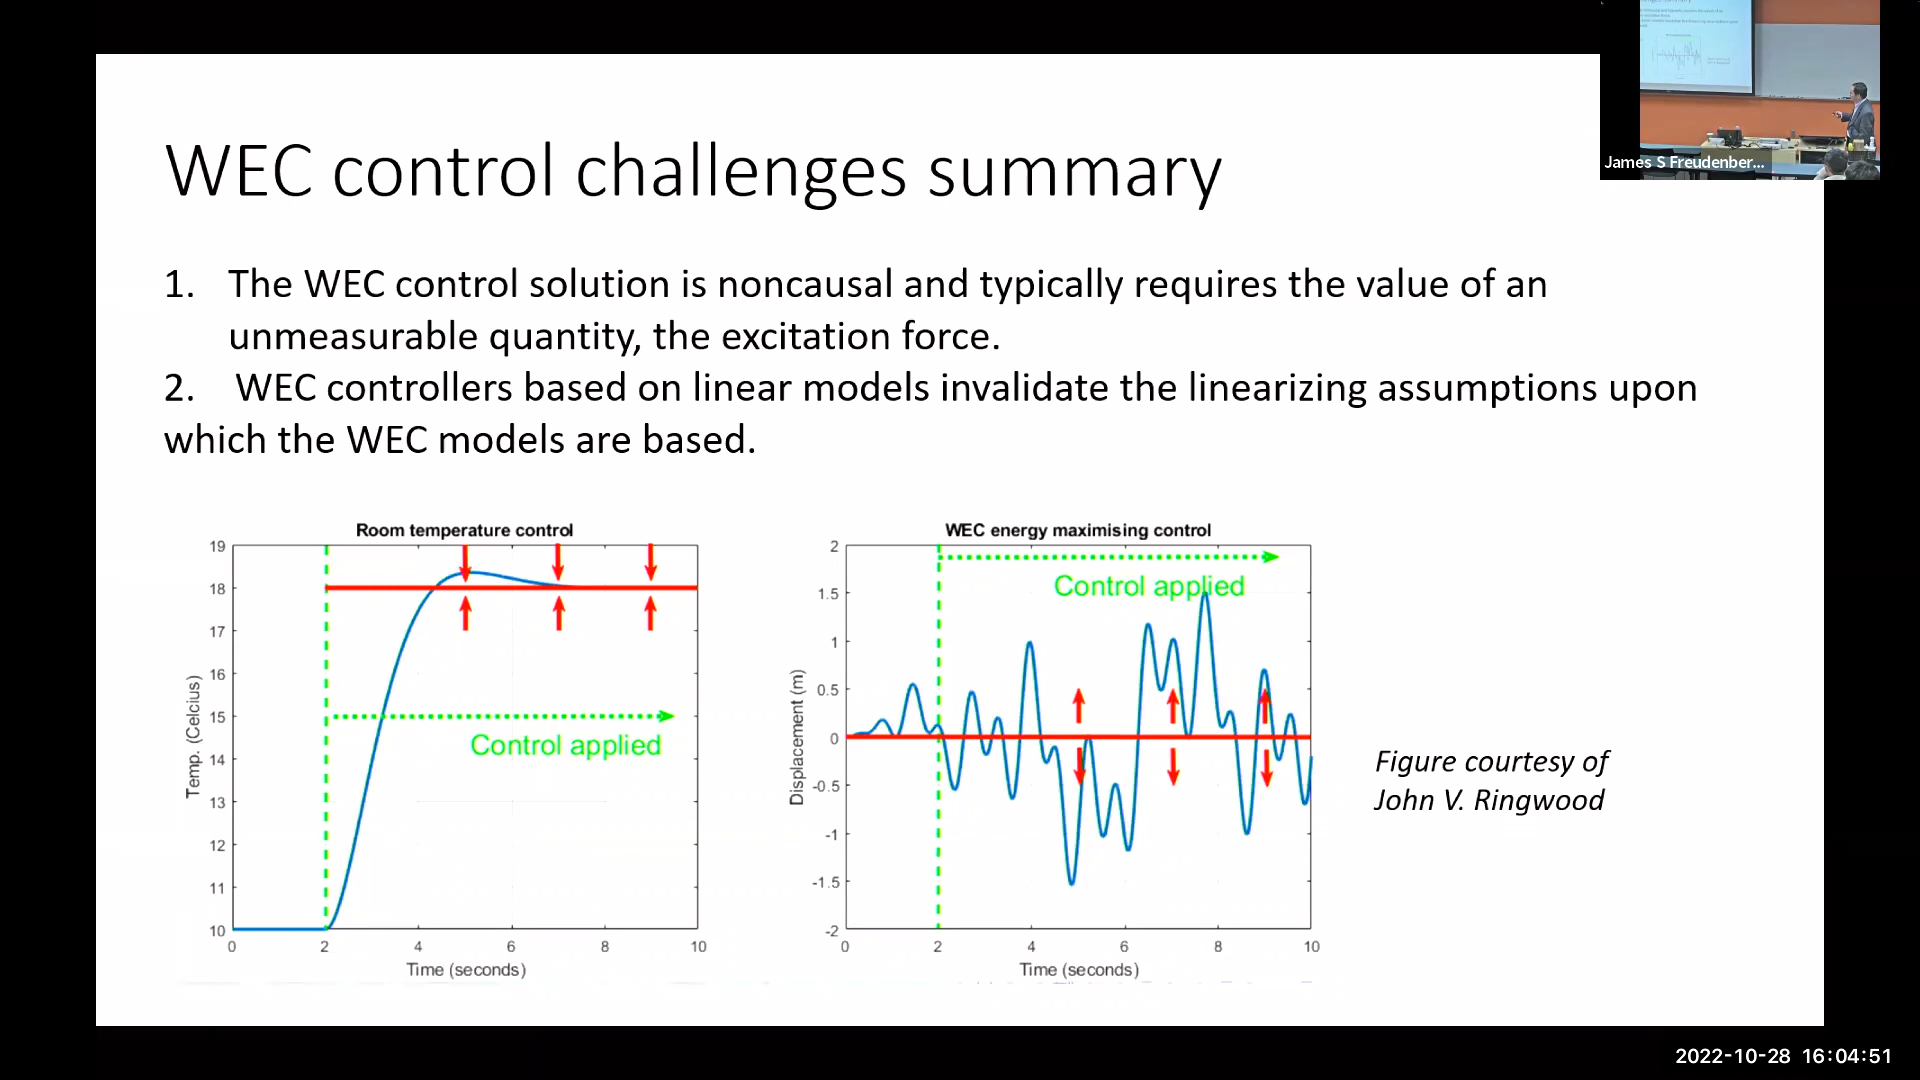 WEC control challenges summary
James S Freudenber...
1. The WEC control solution is noncausal and typically requires the value of an
unmeasurable quantity, the excitation force.
2. WEC controllers based on linear models invalidate the linearizing assumptions upon
which the WEC models are based.
Room temperature control
19
18
17
16
15
14
13
12
11
10
Temp. (Celcius)
Control applied
0 2 4 6 8 10
Time (seconds)
WEC energy maximising control
2
1.5
1
0.5
0
-0.5
-1
-1.5
-2
Displacement (m)
Control applied
0 2 4 6 8 10
Time (seconds)
Figure courtesy of
John V. Ringwood
2022-10-28 16:04:51